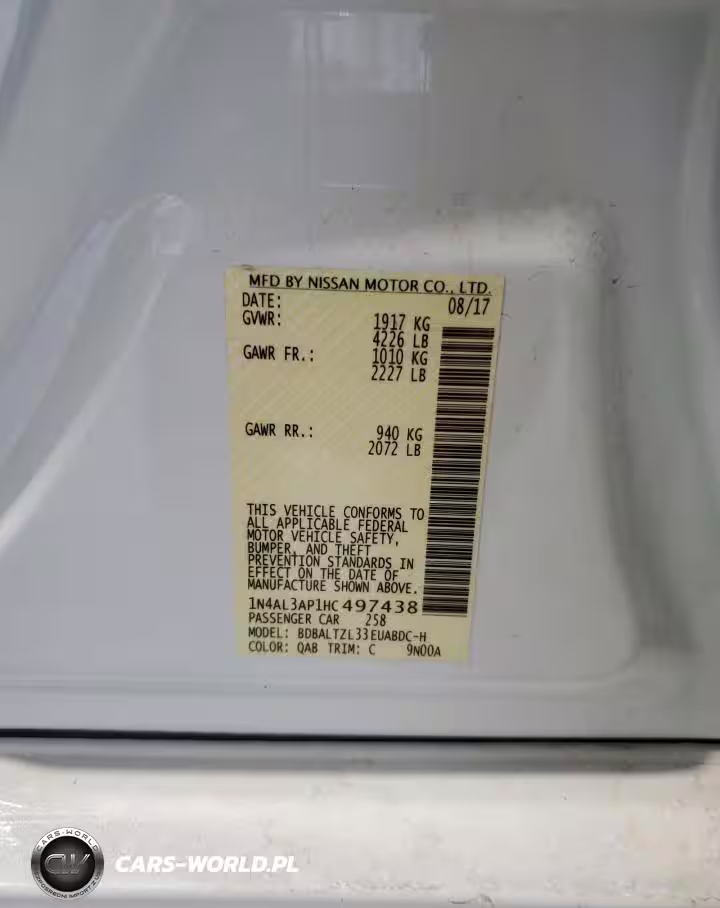 MFD BY NISSAN MOTOR CO., LTD.
DATE: 08/17
GVWR: 1917 KG
4226 LB
GAWR FR.: 1010 KG
2227 LB
GAWR RR.: 940 KG
2072 LB
THIS VEHICLE CONFORMS TO
ALL APPLICABLE FEDERAL
MOTOR VEHICLE SAFETY,
BUMPER, AND THEFT
PREVENTION STANDARDS IN
EFFECT ON THE DATE OF
MANUFACTURE SHOWN ABOVE.
1N4AL3AP1HC497438
PASSENGER CAR 258
MODEL: BDBALTZL33EUABDC-H
COLOR: QAB TRIM: C 9N00A
CARS-WORLD
CARS-WORLD.PL